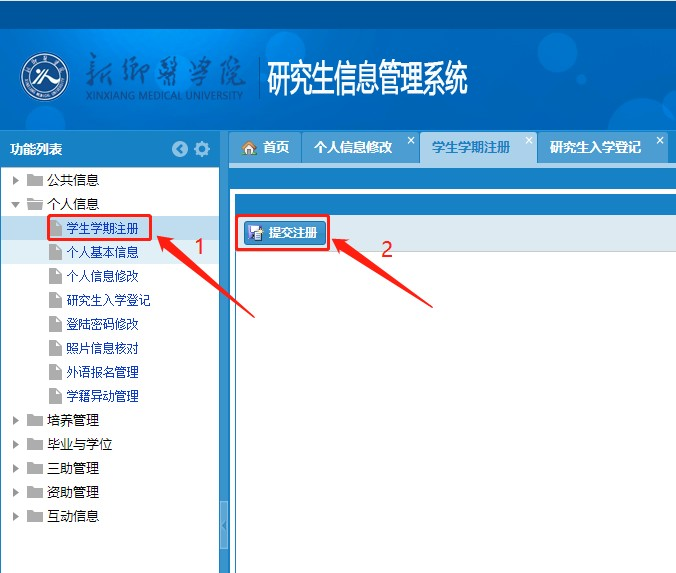 新乡医学院
XINXIANG MEDICAL UNIVERSITY
研究生信息管理系统
功能列表
首页
个人信息修改
学生学期注册
研究生入学登记
公共信息
个人信息
学生学期注册
1
个人基本信息
个人信息修改
研究生入学登记
登陆密码修改
照片信息核对
外语报名管理
学籍异动管理
培养管理
毕业与学位
三助管理
资助管理
互动信息
提交注册
2